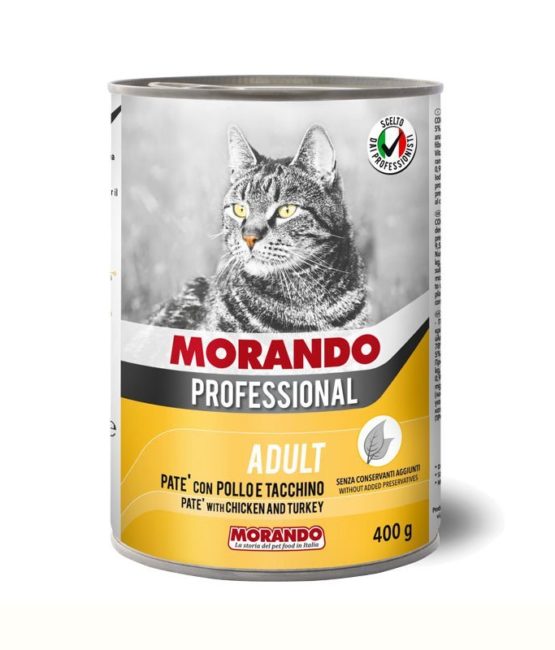 SCELTO
DAI PROFESSIONISTI
MORANDO
PROFESSIONAL
ADULT
PATE' CON POLLO E TACCHINO
PATE' WITH CHICKEN AND TURKEY
SENZA CONSERVANTI AGGIUNTI
WITHOUT ADDED PRESERVATIVES
MORANDO
La storia del pet food in Italia
400 g